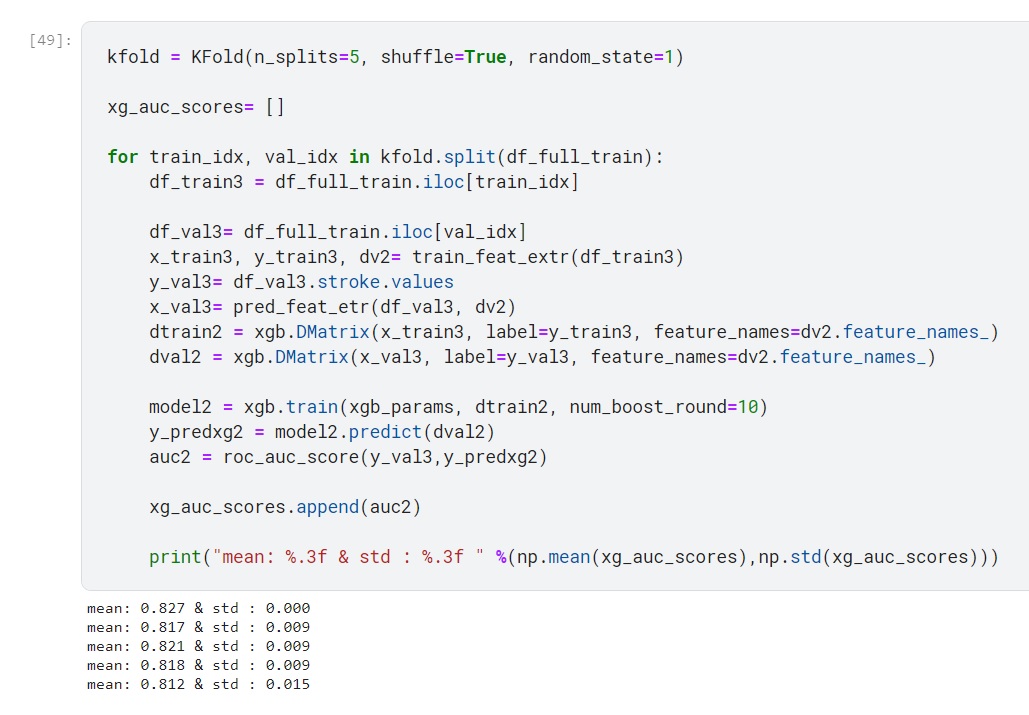 [49]:
kfold = KFold(n_splits=5, shuffle=True, random_state=1)
xg_auc_scores= []
for train_idx, val_idx in kfold.split(df_full_train):
    df_train3 = df_full_train.iloc[train_idx]
    df_val3= df_full_train.iloc[val_idx]
    x_train3, y_train3, dv2= train_feat_extr(df_train3)
    y_val3= df_val3.stroke.values
    x_val3= pred_feat_etr(df_val3, dv2)
    dtrain2 = xgb.DMatrix(x_train3, label=y_train3, feature_names=dv2.feature_names_)
    dval2 = xgb.DMatrix(x_val3, label=y_val3, feature_names=dv2.feature_names_)
    model2 = xgb.train(xgb_params, dtrain2, num_boost_round=10)
    y_predxg2 = model2.predict(dval2)
    auc2 = roc_auc_score(y_val3,y_predxg2)
    xg_auc_scores.append(auc2)
    print("mean: %.3f & std : %.3f " %(np.mean(xg_auc_scores),np.std(xg_auc_scores)))
mean: 0.827 & std : 0.000
mean: 0.817 & std : 0.009
mean: 0.821 & std : 0.009
mean: 0.818 & std : 0.009
mean: 0.812 & std : 0.015